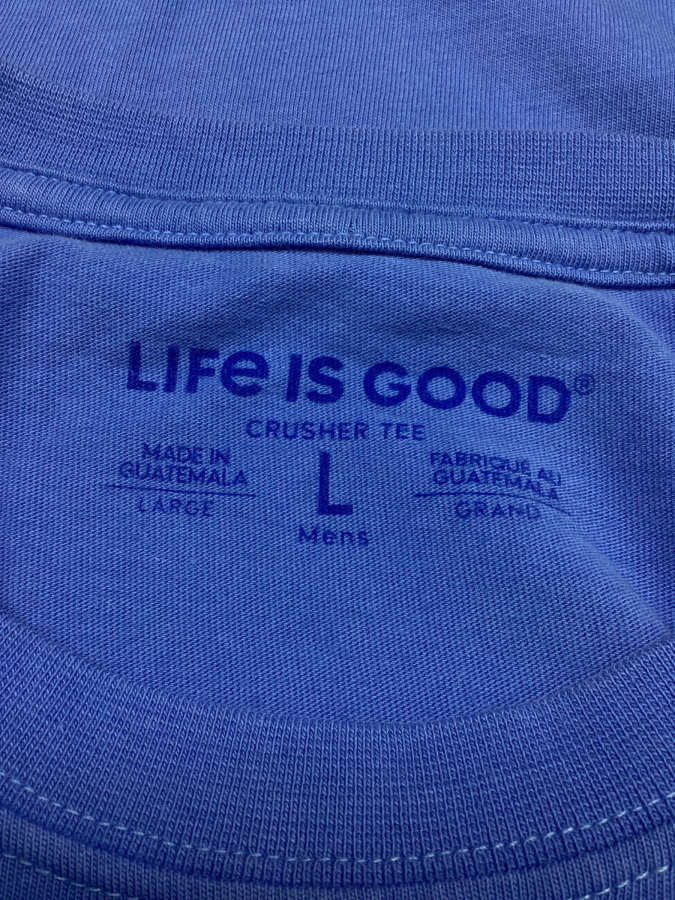 LIFe IS GOOD®
CRUSHER TEE
MADE IN
GUATEMALA
LARGE
L
Mens
FABRIQUE AU
GUATEMALA
GRAND